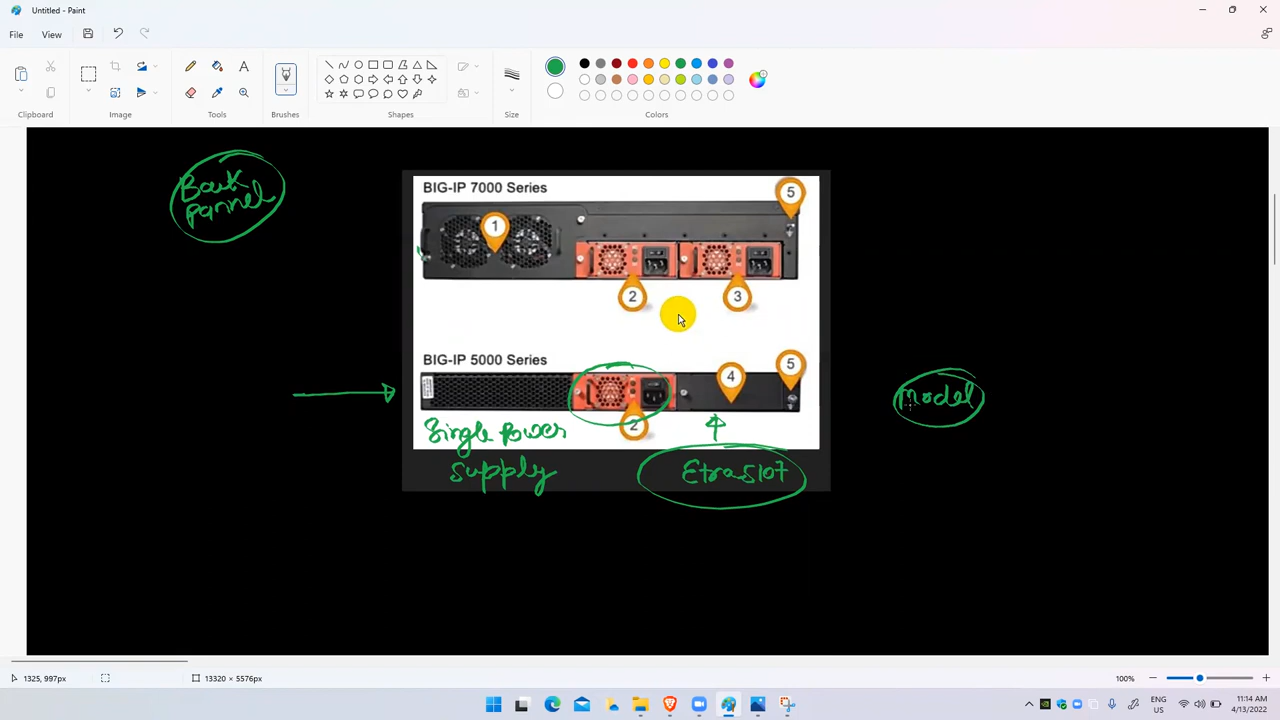 Untitled - Paint
File
View
Clipboard
Image
Tools
Brushes
Shapes
Size
Colors
Back
pannel
BIG-IP 7000 Series
1
5
2
3
BIG-IP 5000 Series
4
5
2
Single power
supply
Etra Slot
model
1325, 997px
13320 × 5576px
100%
ENG
US
11:14 AM
4/13/2022